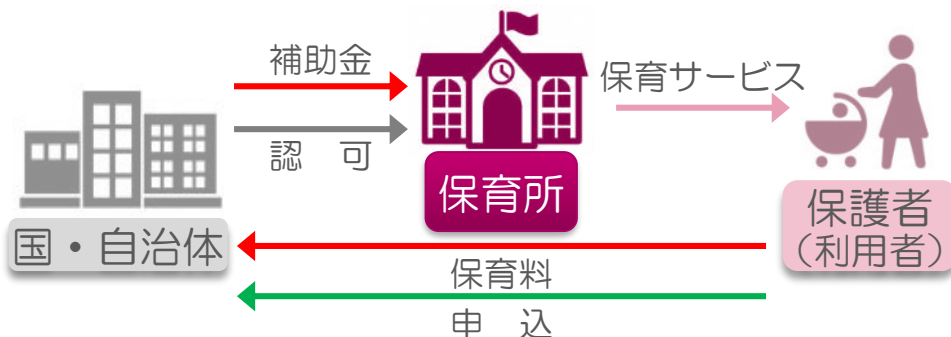 補助金
認　可
保育所
保育サービス
国・自治体
保護者
（利用者）
保育料
申　込